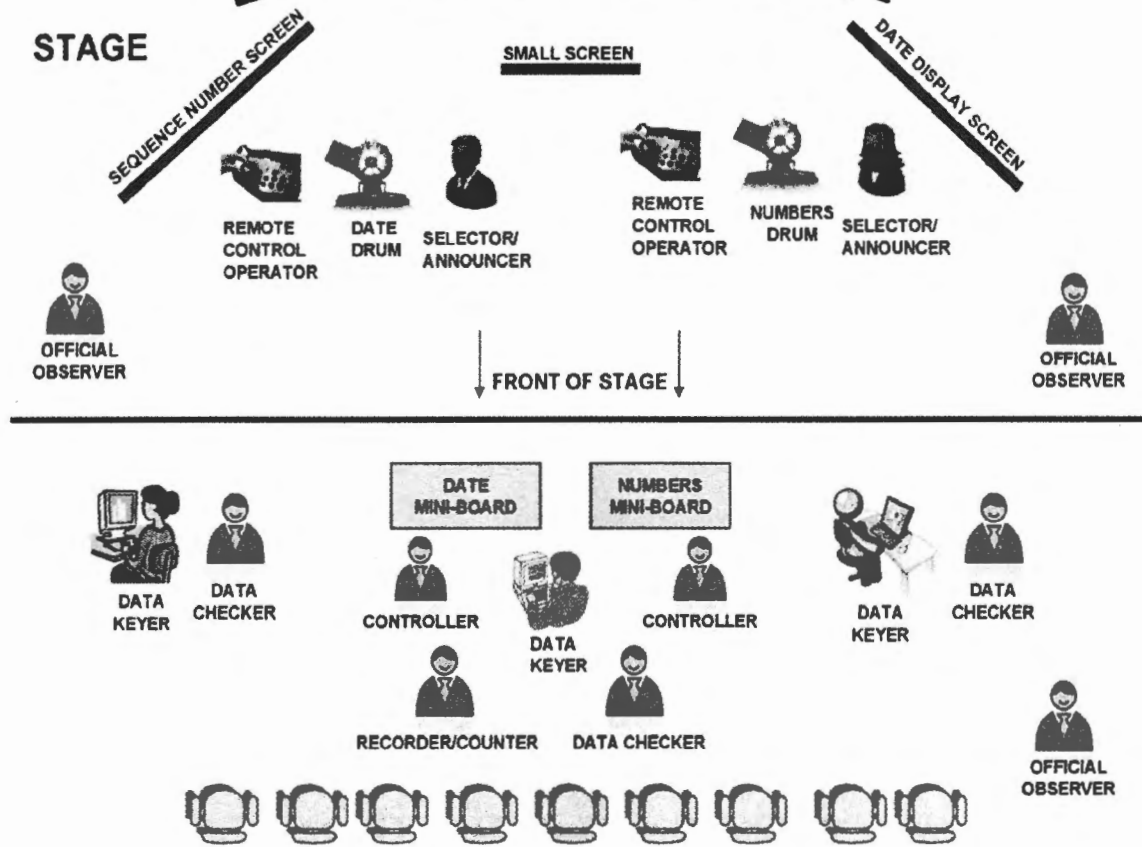 STAGE
SEQUENCE NUMBER SCREEN
SMALL SCREEN
DATE DISPLAY SCREEN
REMOTE
CONTROL
OPERATOR
DATE
DRUM
SELECTOR/
ANNOUNCER
REMOTE
CONTROL
OPERATOR
NUMBERS
DRUM
SELECTOR/
ANNOUNCER
OFFICIAL
OBSERVER
OFFICIAL
OBSERVER
FRONT OF STAGE
DATE
MINI-BOARD
NUMBERS
MINI-BOARD
DATA
KEYER
DATA
CHECKER
CONTROLLER
DATA
KEYER
CONTROLLER
DATA
KEYER
DATA
CHECKER
RECORDER/COUNTER
DATA CHECKER
OFFICIAL
OBSERVER